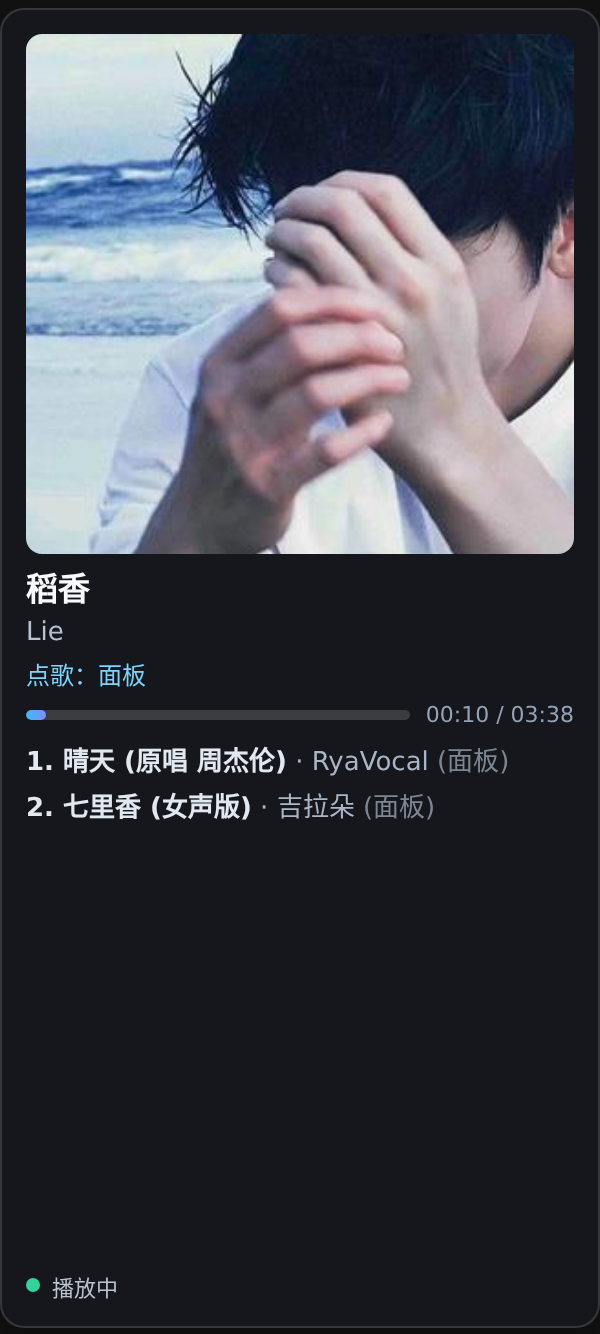 稻香
Lie
点歌：面板
00:10 / 03:38
1. 晴天 (原唱 周杰伦) · RyaVocal (面板)
2. 七里香 (女声版) · 吉拉朵 (面板)
播放中